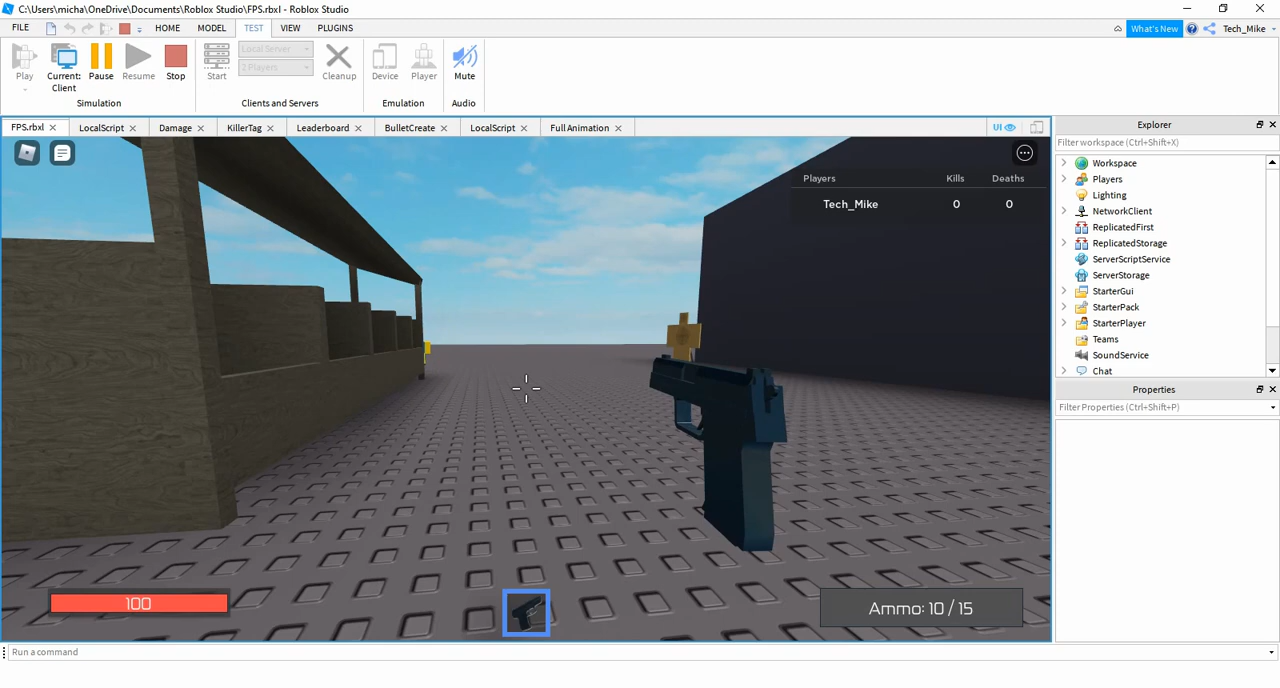 C:\Users\micha\OneDrive\Documents\Roblox Studio\FPS.rbxl - Roblox Studio
FILE HOME MODEL TEST VIEW PLUGINS What's New Tech_Mike
Play Current: Client Pause Resume Stop Start Local Server 2 Players Cleanup Device Player Mute
Simulation Clients and Servers Emulation Audio
FPS.rbxl LocalScript Damage KillerTag Leaderboard BulletCreate LocalScript Full Animation UI
Players Kills Deaths
Tech_Mike 0 0
100
Ammo: 10 / 15
Explorer
Filter workspace (Ctrl+Shift+X)
Workspace
Players
Lighting
NetworkClient
ReplicatedFirst
ReplicatedStorage
ServerScriptService
ServerStorage
StarterGui
StarterPack
StarterPlayer
Teams
SoundService
Chat
Properties
Filter Properties (Ctrl+Shift+P)
Run a command